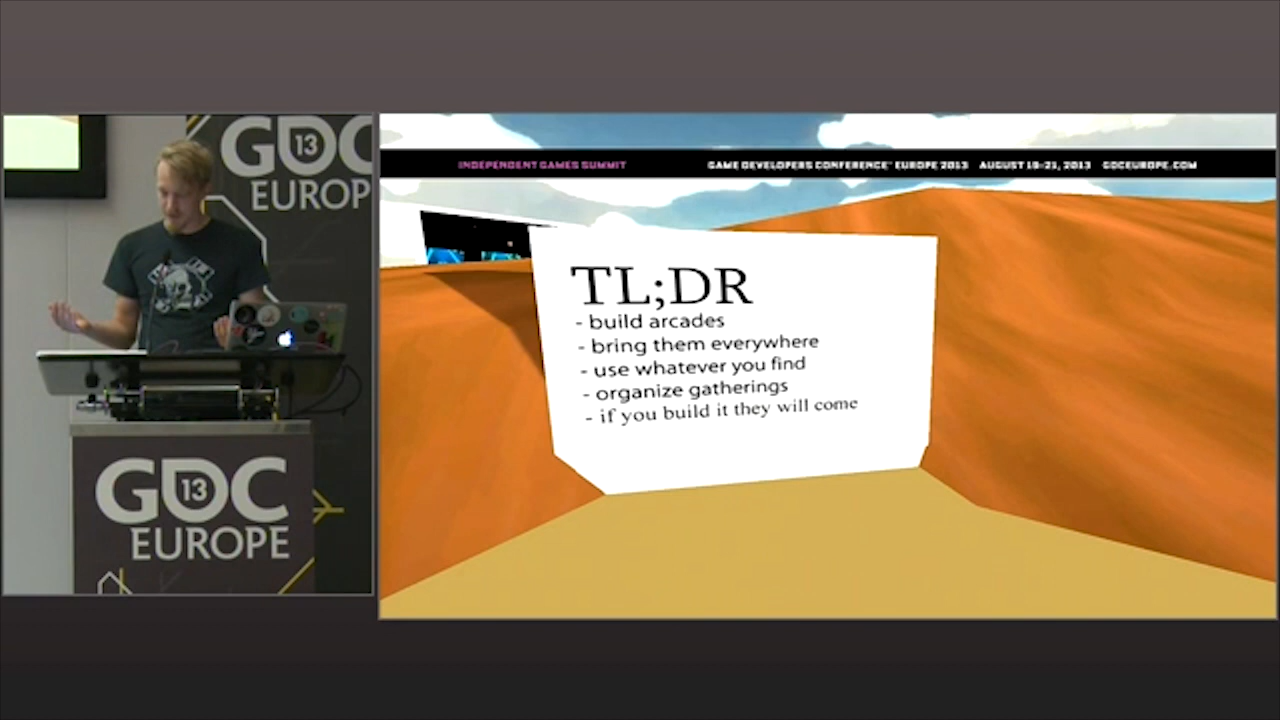 GDC
13
EUROP
GDC
13
EUROPE
INDEPENDENT GAMES SUMMIT
GAME DEVELOPERS CONFERENCE™ EUROPE 2013 AUGUST 19-21, 2013 GDCEUROPE.COM
TL;DR
- build arcades
- bring them everywhere
- use whatever you find
- organize gatherings
- if you build it they will come